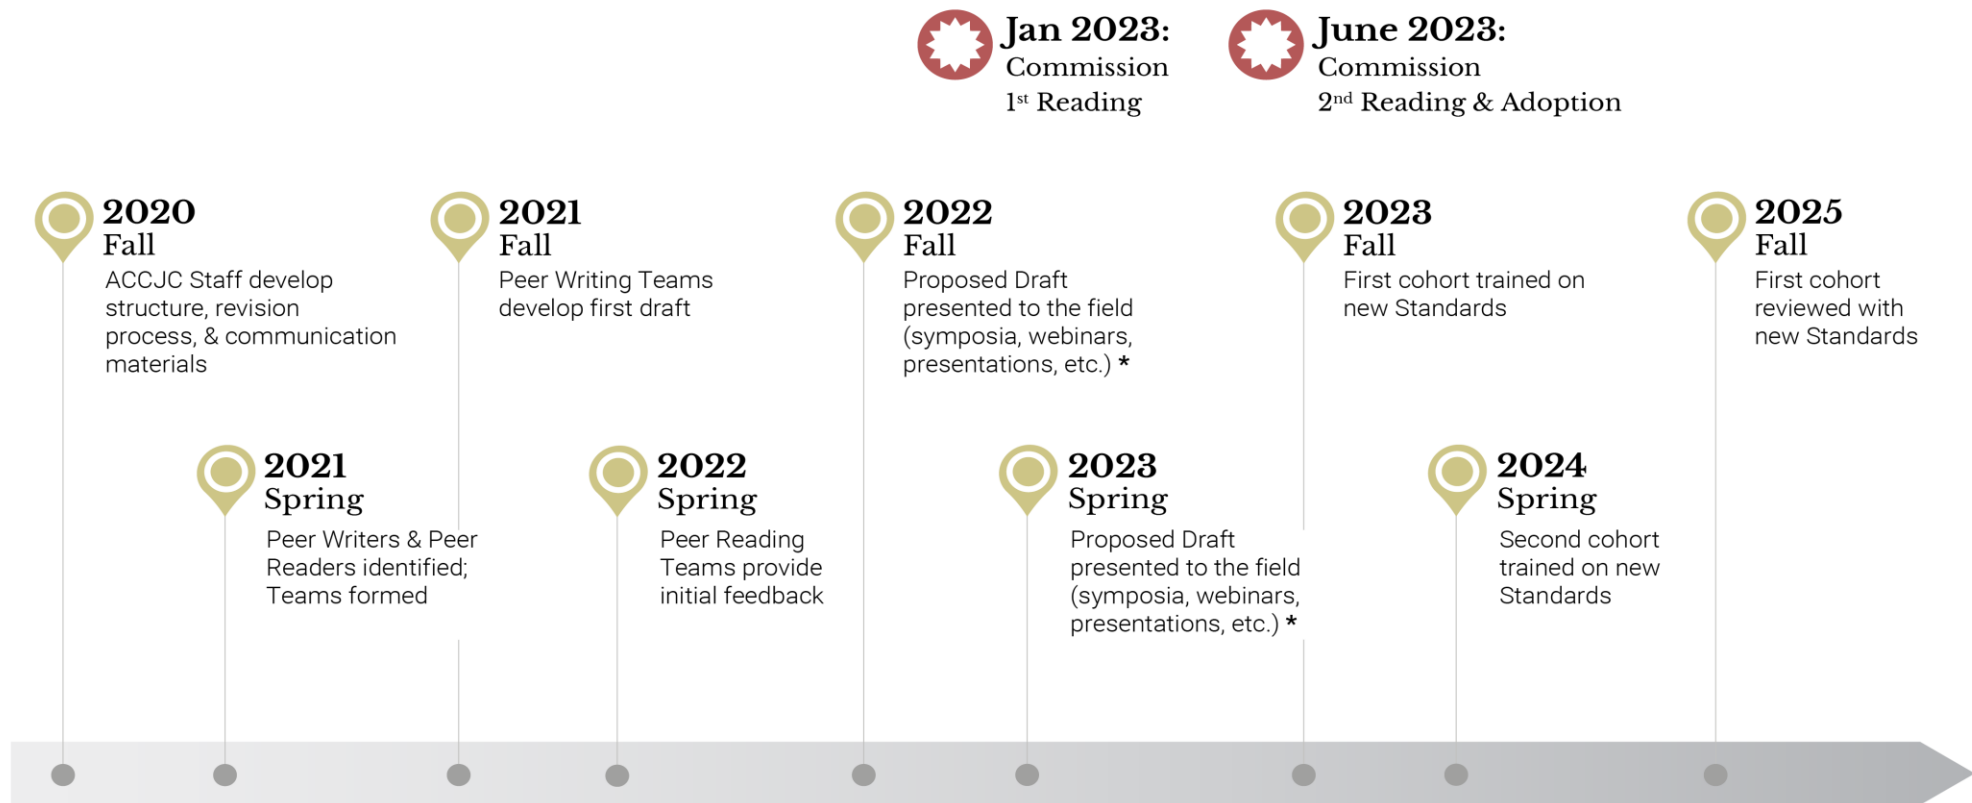 Jan 2023:
Commission
1st Reading
June 2023:
Commission
2nd Reading & Adoption
2020
Fall
ACCJC Staff develop
structure, revision
process, & communication
materials
2021
Fall
Peer Writing Teams
develop first draft
2022
Fall
Proposed Draft
presented to the field
(symposia, webinars,
presentations, etc.) *
2023
Fall
First cohort trained on
new Standards
2025
Fall
First cohort
reviewed with
new Standards
2021
Spring
Peer Writers & Peer
Readers identified;
Teams formed
2022
Spring
Peer Reading
Teams provide
initial feedback
2023
Spring
Proposed Draft
presented to the field
(symposia, webinars,
presentations, etc.) *
2024
Spring
Second cohort
trained on new
Standards